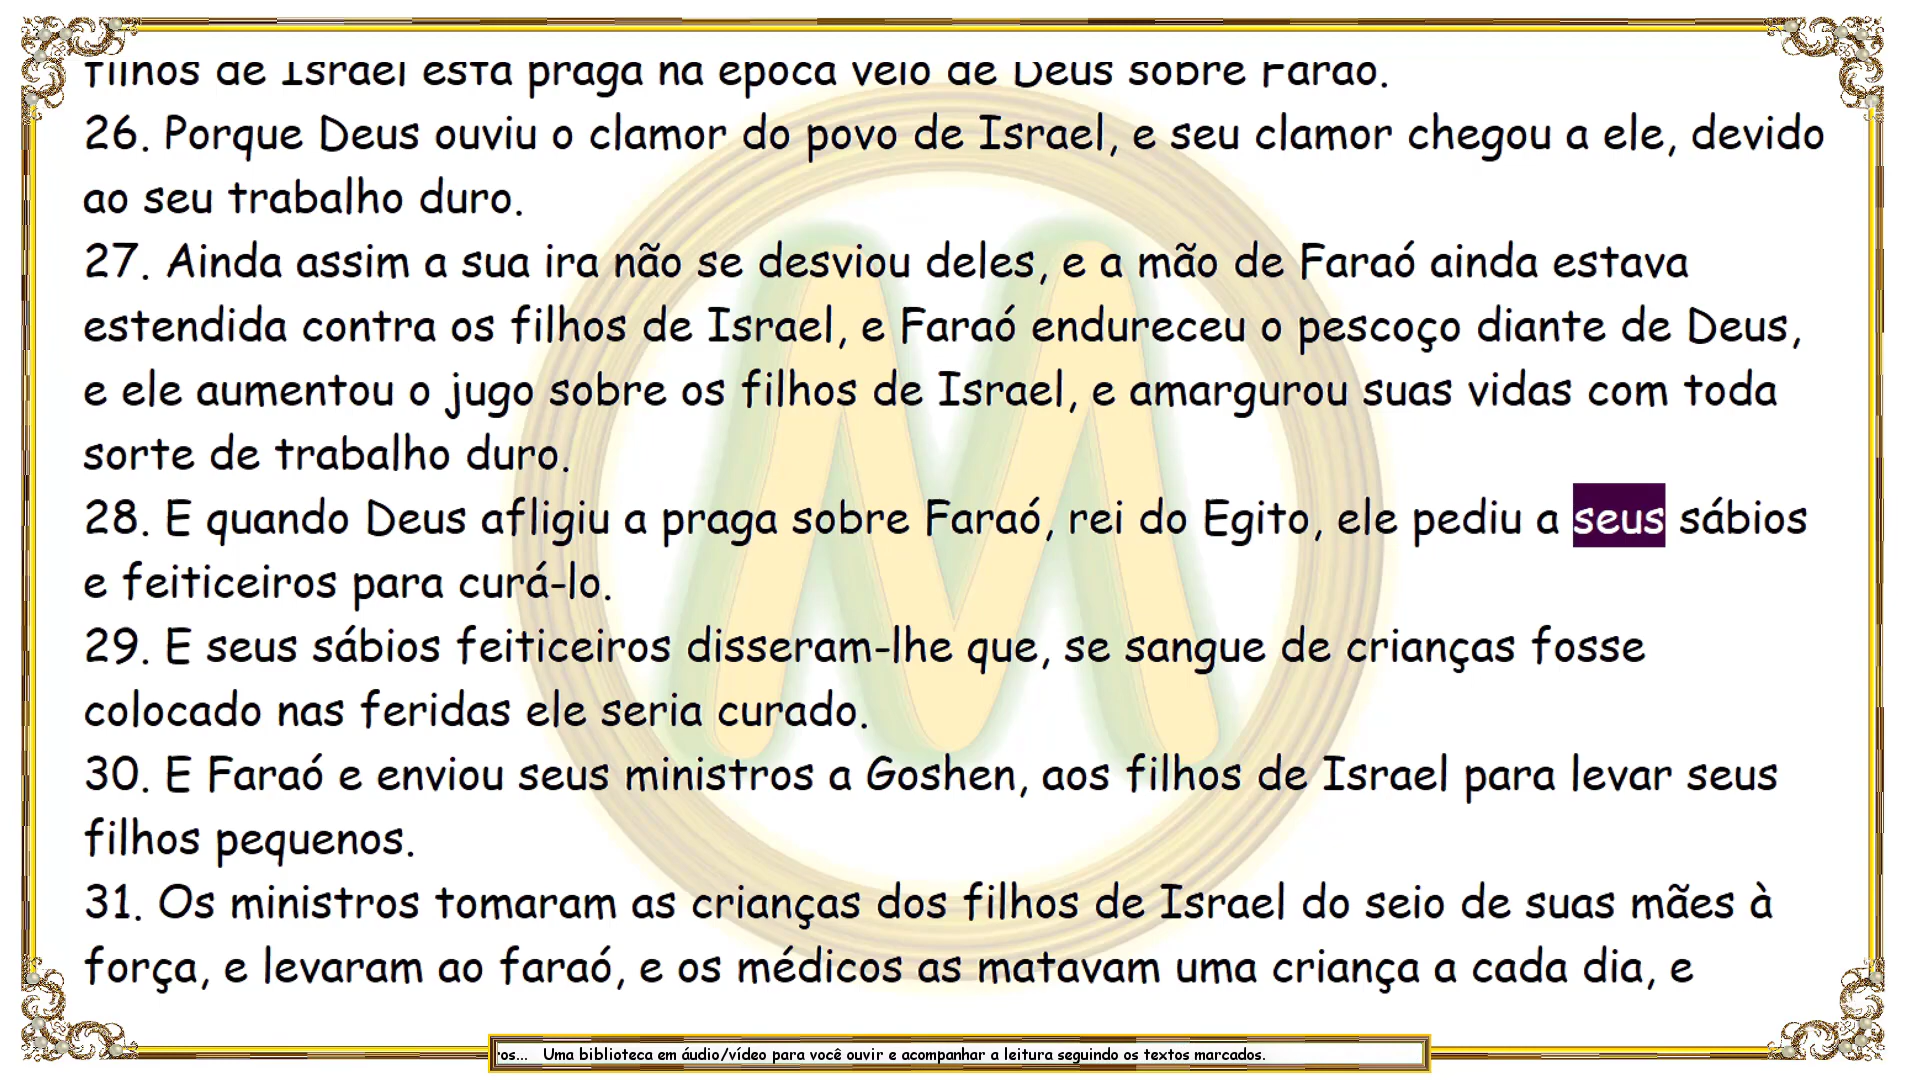 filhos de Israel esta praga na época veio de Deus sobre Faraó.
26. Porque Deus ouviu o clamor do povo de Israel, e seu clamor chegou a ele, devido
ao seu trabalho duro.
27. Ainda assim a sua ira não se desviou deles, e a mão de Faraó ainda estava
estendida contra os filhos de Israel, e Faraó endureceu o pescoço diante de Deus,
e ele aumentou o jugo sobre os filhos de Israel, e amargurou suas vidas com toda
sorte de trabalho duro.
28. E quando Deus afligiu a praga sobre Faraó, rei do Egito, ele pediu a seus sábios
e feiticeiros para curá-lo.
29. E seus sábios feiticeiros disseram-lhe que, se sangue de crianças fosse
colocado nas feridas ele seria curado.
30. E Faraó e enviou seus ministros a Goshen, aos filhos de Israel para levar seus
filhos pequenos.
31. Os ministros tomaram as crianças dos filhos de Israel do seio de suas mães à
força, e levaram ao faraó, e os médicos as matavam uma criança a cada dia, e
ros... Uma biblioteca em áudio/vídeo para você ouvir e acompanhar a leitura seguindo os textos marcados.